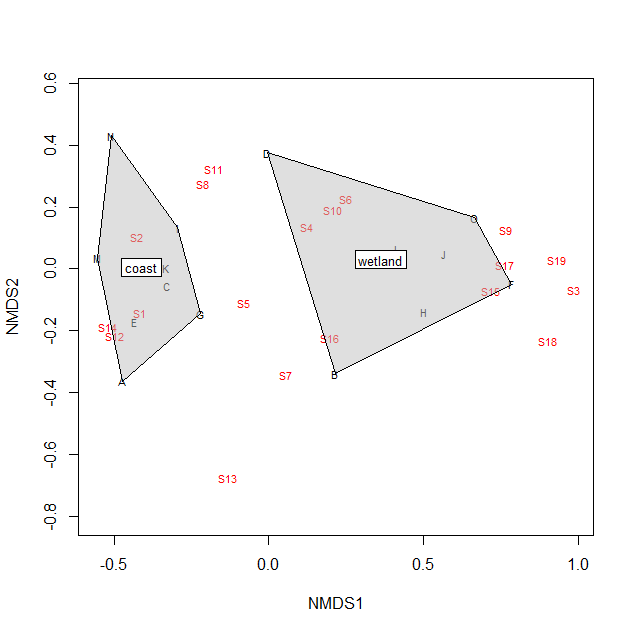 0.6
N
0.4
D
S11
S8
S6
0.2
S10
O
I
S4
S9
S2
M
coast
K
wetland
J
S19
0.0
S17
C
F
S15
S3
S5
S1
G
H
E
S14
-0.2
S12
S16
S18
A
B
S7
-0.4
-0.6
S13
-0.8
NMDS2
-0.5
0.0
0.5
1.0
NMDS1